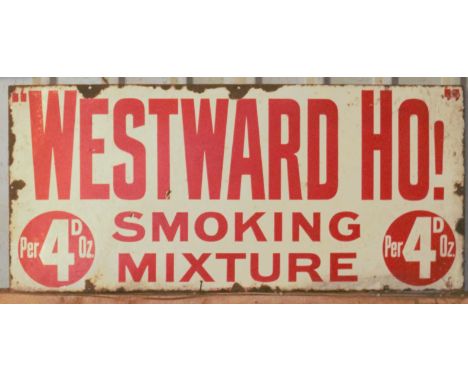 "WESTWARD HO!"
SMOKING
MIXTURE
Per 4D Oz.
Per 4D Oz.